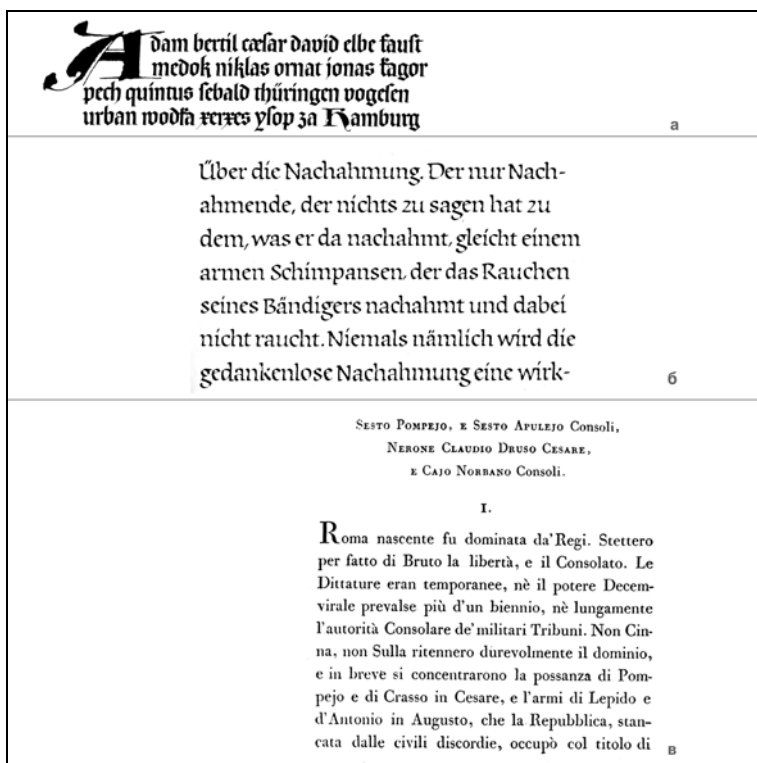 Adam bertil cæſar david elbe fauſt
medok niklas ornat jonas fagor
pech quintus ſebald thűringen vogeſen
urban wodka xerxes yſop za Hamburg
а
Űber die Nachahmung. Der nur Nach-
ahmende, der nichts zu sagen hat zu
dem, was er da nachahmt, gleicht einem
armen Schimpansen, der das Rauchen
seines Bändigers nachahmt und dabei
nicht raucht. Niemals nämlich wird die
gedankenlose Nachahmung eine wirk-
б
SESTO POMPEJO, E SESTO APULEJO Consoli,
NERONE CLAUDIO DRUSO CESARE,
E CAJO NORBANO Consoli.
I.
Roma nascente fu dominata da' Regi. Stettero
per fatto di Bruto la libertà, e il Consolato. Le
Dittature eran temporanee, nè il potere Decem-
virale prevalse più d'un biennio, nè lungamente
l'autorità Consolare de' militari Tribuni. Non Cin-
na, non Sulla ritennero durevolmente il dominio,
e in breve si concentrarono la possanza di Pom-
pejo e di Crasso in Cesare, e l'armi di Lepido e
d'Antonio in Augusto, che la Repubblica, stan-
cata dalle civili discordie, occupò col titolo di
в